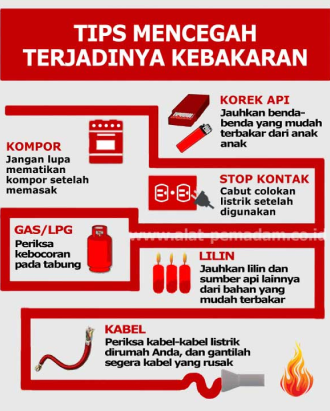 TIPS MENCEGAH
TERJADINYA KEBAKARAN
KOREK API
Jauhkan benda-
benda yang mudah
terbakar dari anak
anak
KOMPOR
Jangan lupa
mematikan
kompor setelah
memasak
STOP KONTAK
Cabut colokan
listrik setelah
digunakan
www.alat-pemadam.co.id
GAS/LPG
Periksa
kebocoran
pada tabung
LILIN
Jauhkan lilin dan
sumber api lainnya
dari bahan yang
mudah terbakar
KABEL
Periksa kabel-kabel listrik
dirumah Anda, dan gantilah
segera kabel yang rusak